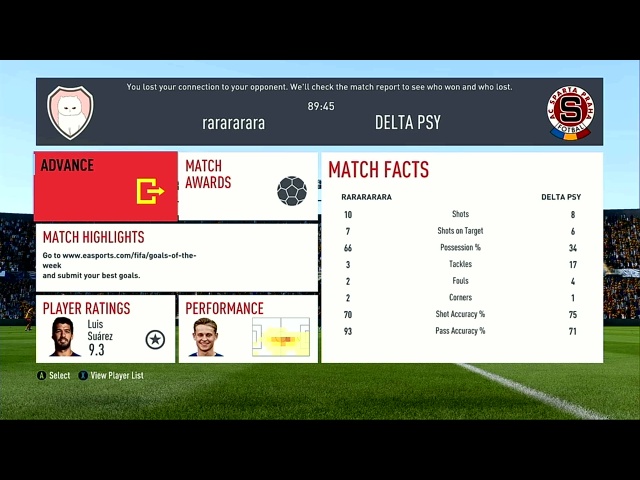 You lost your connection to your opponent. We'll check the match report to see who won and who lost.
89:45
rarararara
DELTA PSY
AC SPARTA PRAHA
S
FOTBAL
ADVANCE
MATCH
AWARDS
MATCH HIGHLIGHTS
Go to www.easports.com/fifa/goals-of-the-
week
and submit your best goals.
PLAYER RATINGS
Luis
Suárez
9.3
PERFORMANCE
MATCH FACTS
RARARARARA DELTA PSY
10 Shots 8
7 Shots on Target 6
66 Possession % 34
3 Tackles 17
2 Fouls 4
2 Corners 1
70 Shot Accuracy % 75
93 Pass Accuracy % 71
A Select X View Player List